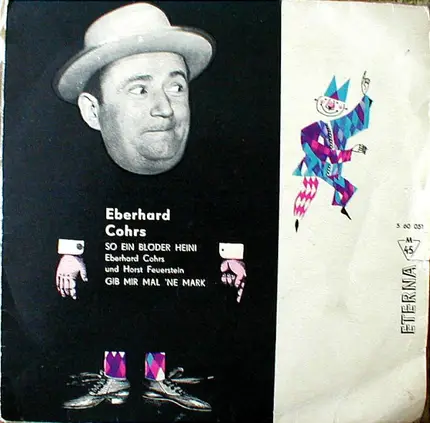 Eberhard
Cohrs
SO EIN BLÖDER HEINI
Eberhard Cohrs
und Horst Feuerstein
GIB MIR MAL 'NE MARK
5 60 051
M
45
ETERNA